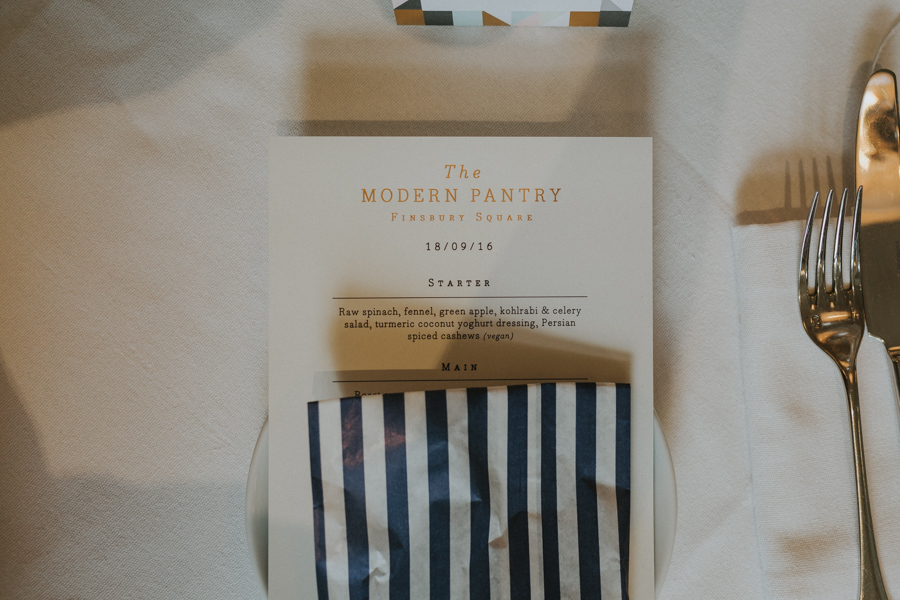 The
MODERN PANTRY
FINSBURY SQUARE
18/09/16
STARTER
Raw spinach, fennel, green apple, kohlrabi & celery
salad, turmeric coconut yoghurt dressing, Persian
spiced cashews (vegan)
MAIN